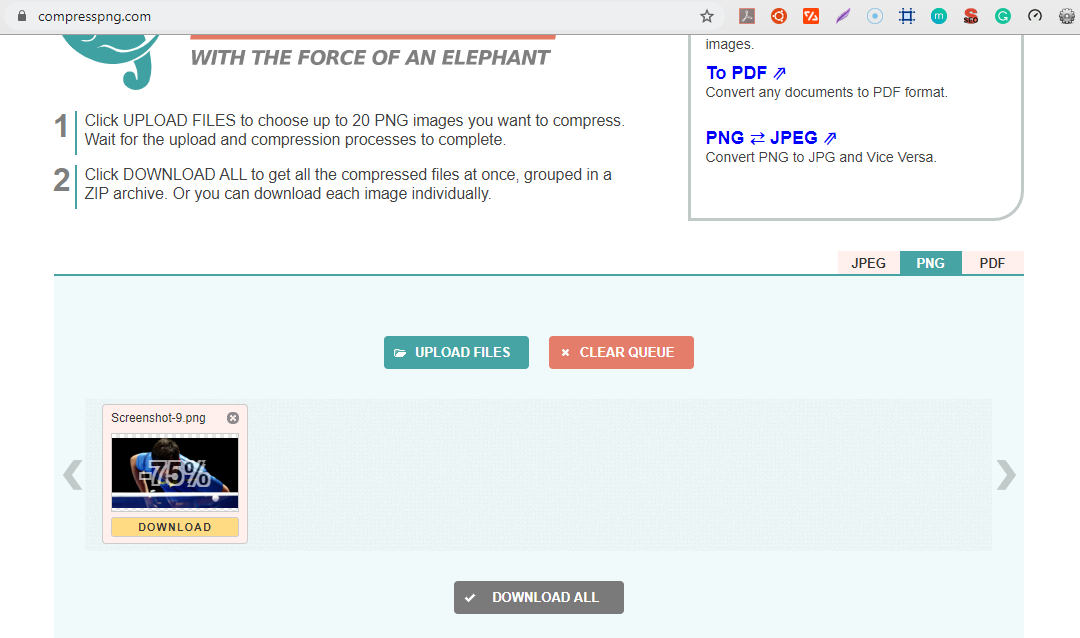 compresspng.com
WITH THE FORCE OF AN ELEPHANT
1
Click UPLOAD FILES to choose up to 20 PNG images you want to compress.
Wait for the upload and compression processes to complete.
2
Click DOWNLOAD ALL to get all the compressed files at once, grouped in a
ZIP archive. Or you can download each image individually.
images.
To PDF ⇗
Convert any documents to PDF format.
PNG ⇄ JPEG ⇗
Convert PNG to JPG and Vice Versa.
JPEG PNG PDF
UPLOAD FILES CLEAR QUEUE
Screenshot-9.png
-75%
DOWNLOAD
DOWNLOAD ALL